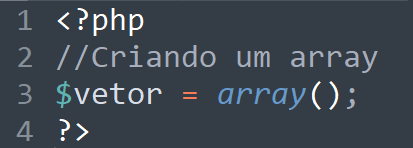 1 <?php
2 //Criando um array
3 $vetor = array();
4 ?>